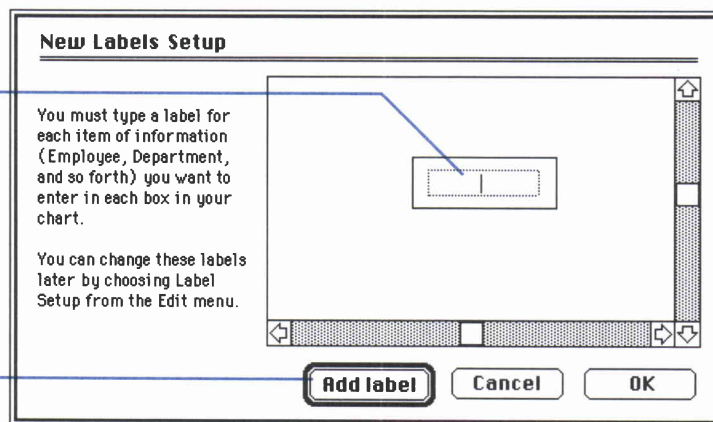 New Labels Setup
You must type a label for
each item of information
(Employee, Department,
and so forth) you want to
enter in each box in your
chart.
You can change these labels
later by choosing Label
Setup from the Edit menu.
Add label
Cancel
OK